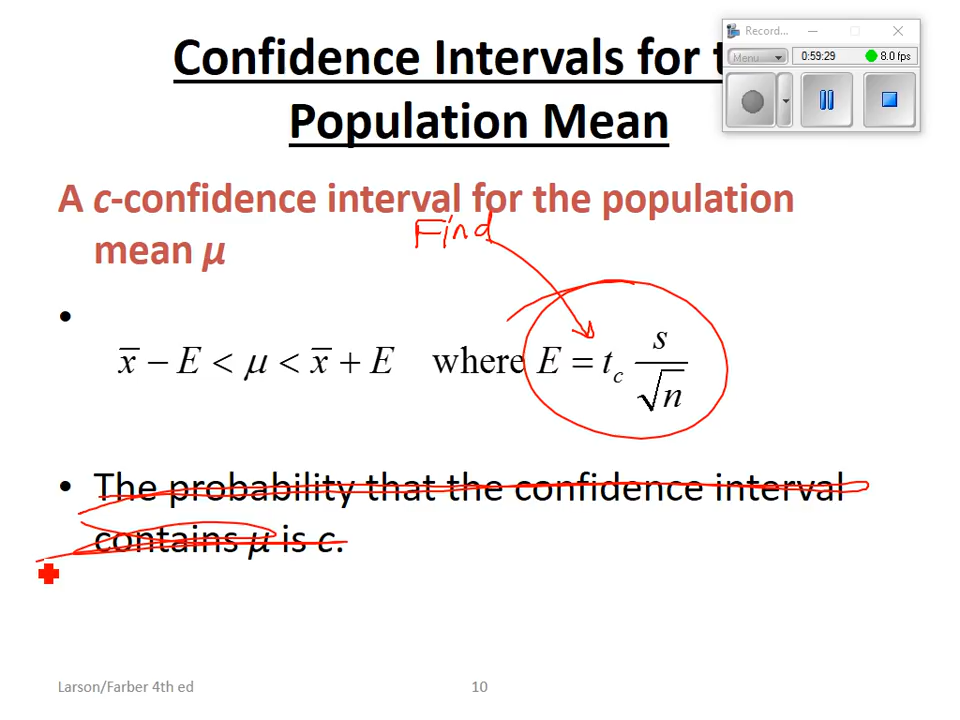 Confidence Intervals for t
Population Mean
Record...
Menu
0:59:29
8.0 fps
A c-confidence interval for the population
mean μ
Find
• 
x̅ − E < μ < x̅ + E where E = t_c s/√n
• The probability that the confidence interval
contains μ is c.
Larson/Farber 4th ed
10